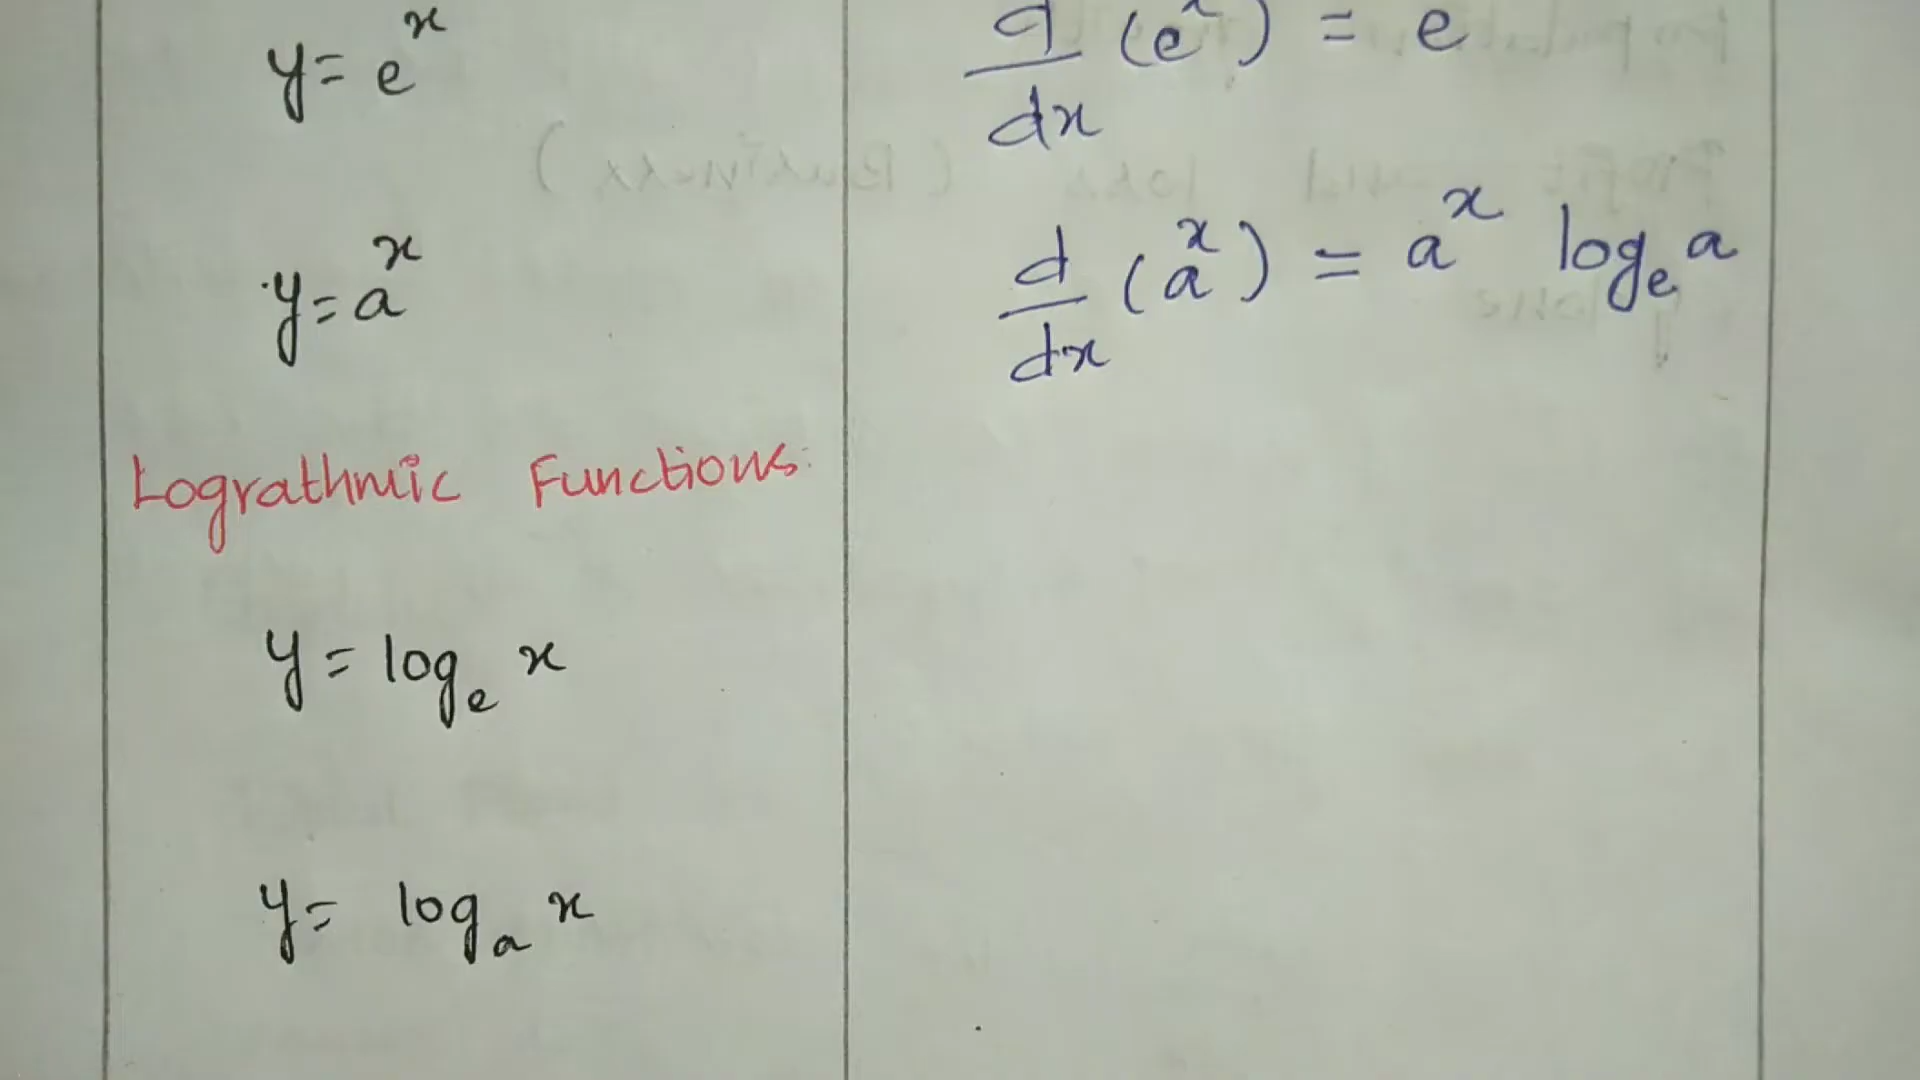 y = e^x
d/dx (e^x) = e
y = a^x
d/dx (a^x) = a^x log_e a
Lograthmic Functions:
y = log_e x
y = log_a x